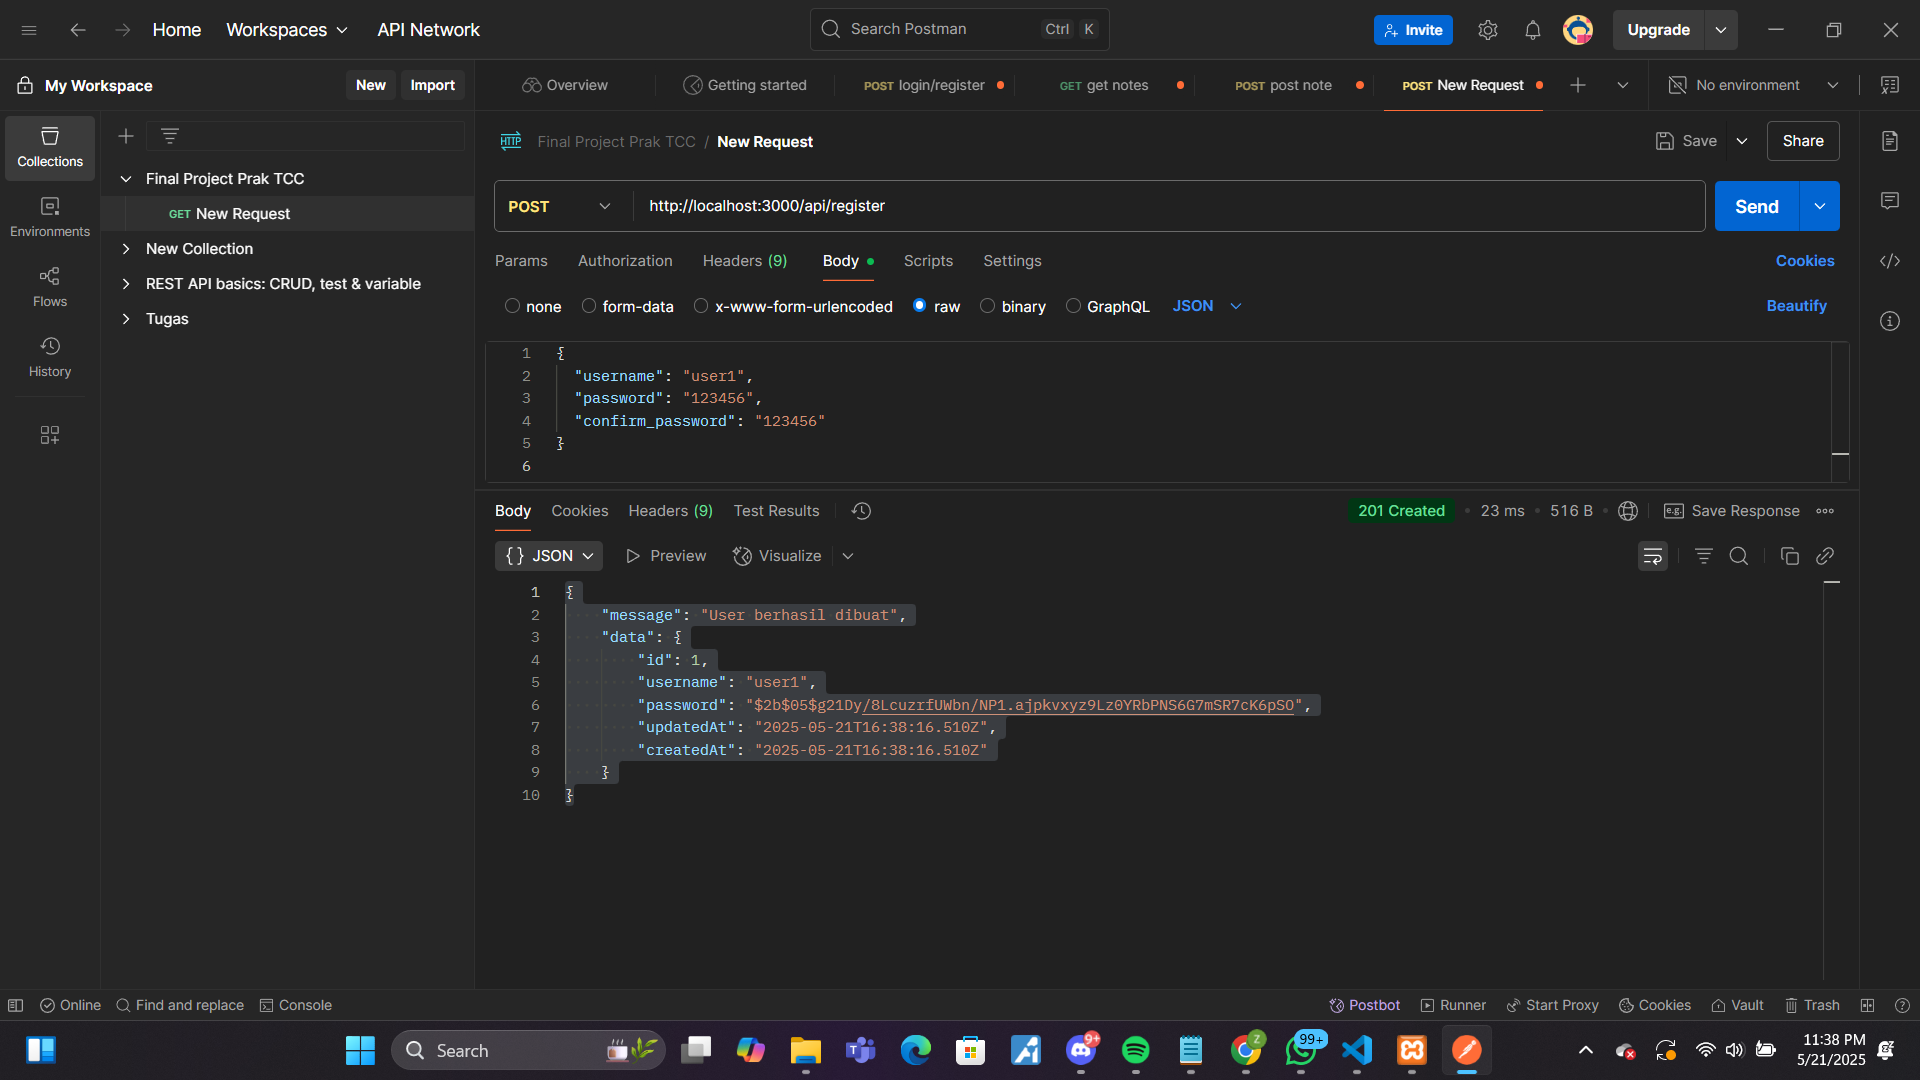 Home
Workspaces
API Network
Search Postman
Ctrl
K
Invite
Upgrade
My Workspace
New
Import
Overview
Getting started
POST login/register
GET get notes
POST post note
POST New Request
No environment
Collections
Environments
Flows
History
Final Project Prak TCC
GET New Request
New Collection
REST API basics: CRUD, test & variable
Tugas
HTTP
Final Project Prak TCC / New Request
Save
Share
POST
http://localhost:3000/api/register
Send
Params
Authorization
Headers (9)
Body
Scripts
Settings
Cookies
none
form-data
x-www-form-urlencoded
raw
binary
GraphQL
JSON
Beautify
1 {
2 "username": "user1",
3 "password": "123456",
4 "confirm_password": "123456"
5 }
6
Body
Cookies
Headers (9)
Test Results
201 Created
23 ms
516 B
e.g.
Save Response
{} JSON
Preview
Visualize
1 {
2 "message": "User berhasil dibuat",
3 "data": {
4 "id": 1,
5 "username": "user1",
6 "password": "$2b$05$g21Dy/8LcuzrfUWbn/NP1.ajpkvxyz9Lz0YRbPNS6G7mSR7cK6pSO",
7 "updatedAt": "2025-05-21T16:38:16.510Z",
8 "createdAt": "2025-05-21T16:38:16.510Z"
9 }
10 }
Online
Find and replace
Console
Postbot
Runner
Start Proxy
Cookies
Vault
Trash
Search
9+
Z
99+
11:38 PM
5/21/2025